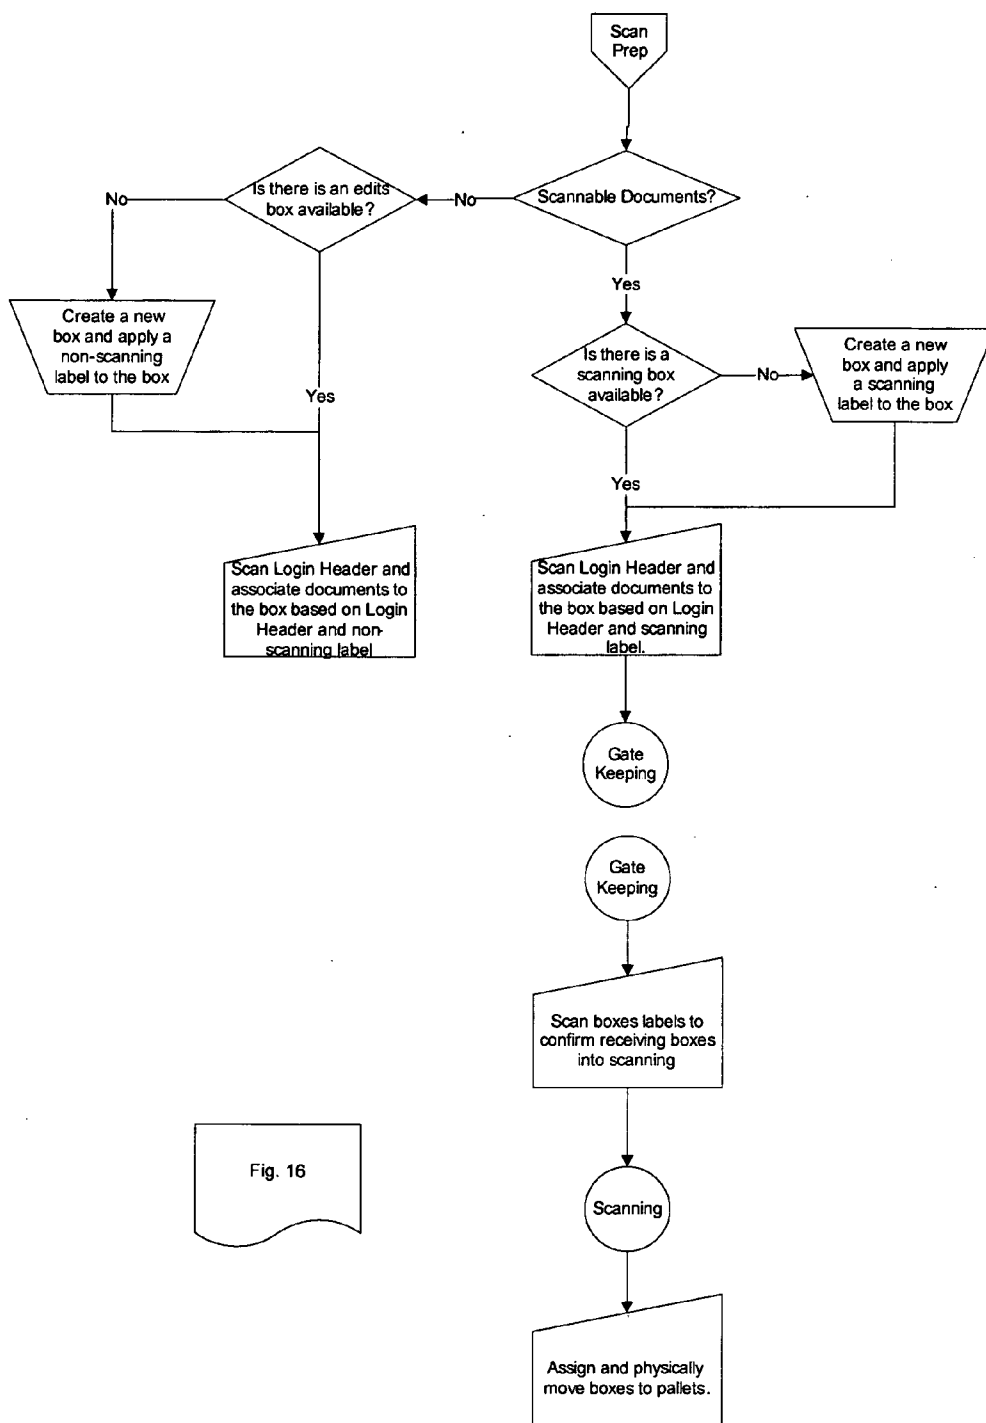 Scan
Prep
Scannable Documents?
No
Is there is an edits
box available?
No
Create a new
box and apply a
non-scanning
label to the box
Yes
Scan Login Header and
associate documents to
the box based on Login
Header and non-
scanning label
Yes
Is there is a
scanning box
available?
No
Create a new
box and apply
a scanning
label to the box
Yes
Scan Login Header and
associate documents to
the box based on Login
Header and scanning
label.
Gate
Keeping
Gate
Keeping
Scan boxes labels to
confirm receiving boxes
into scanning
Scanning
Assign and physically
move boxes to pallets.
Fig. 16